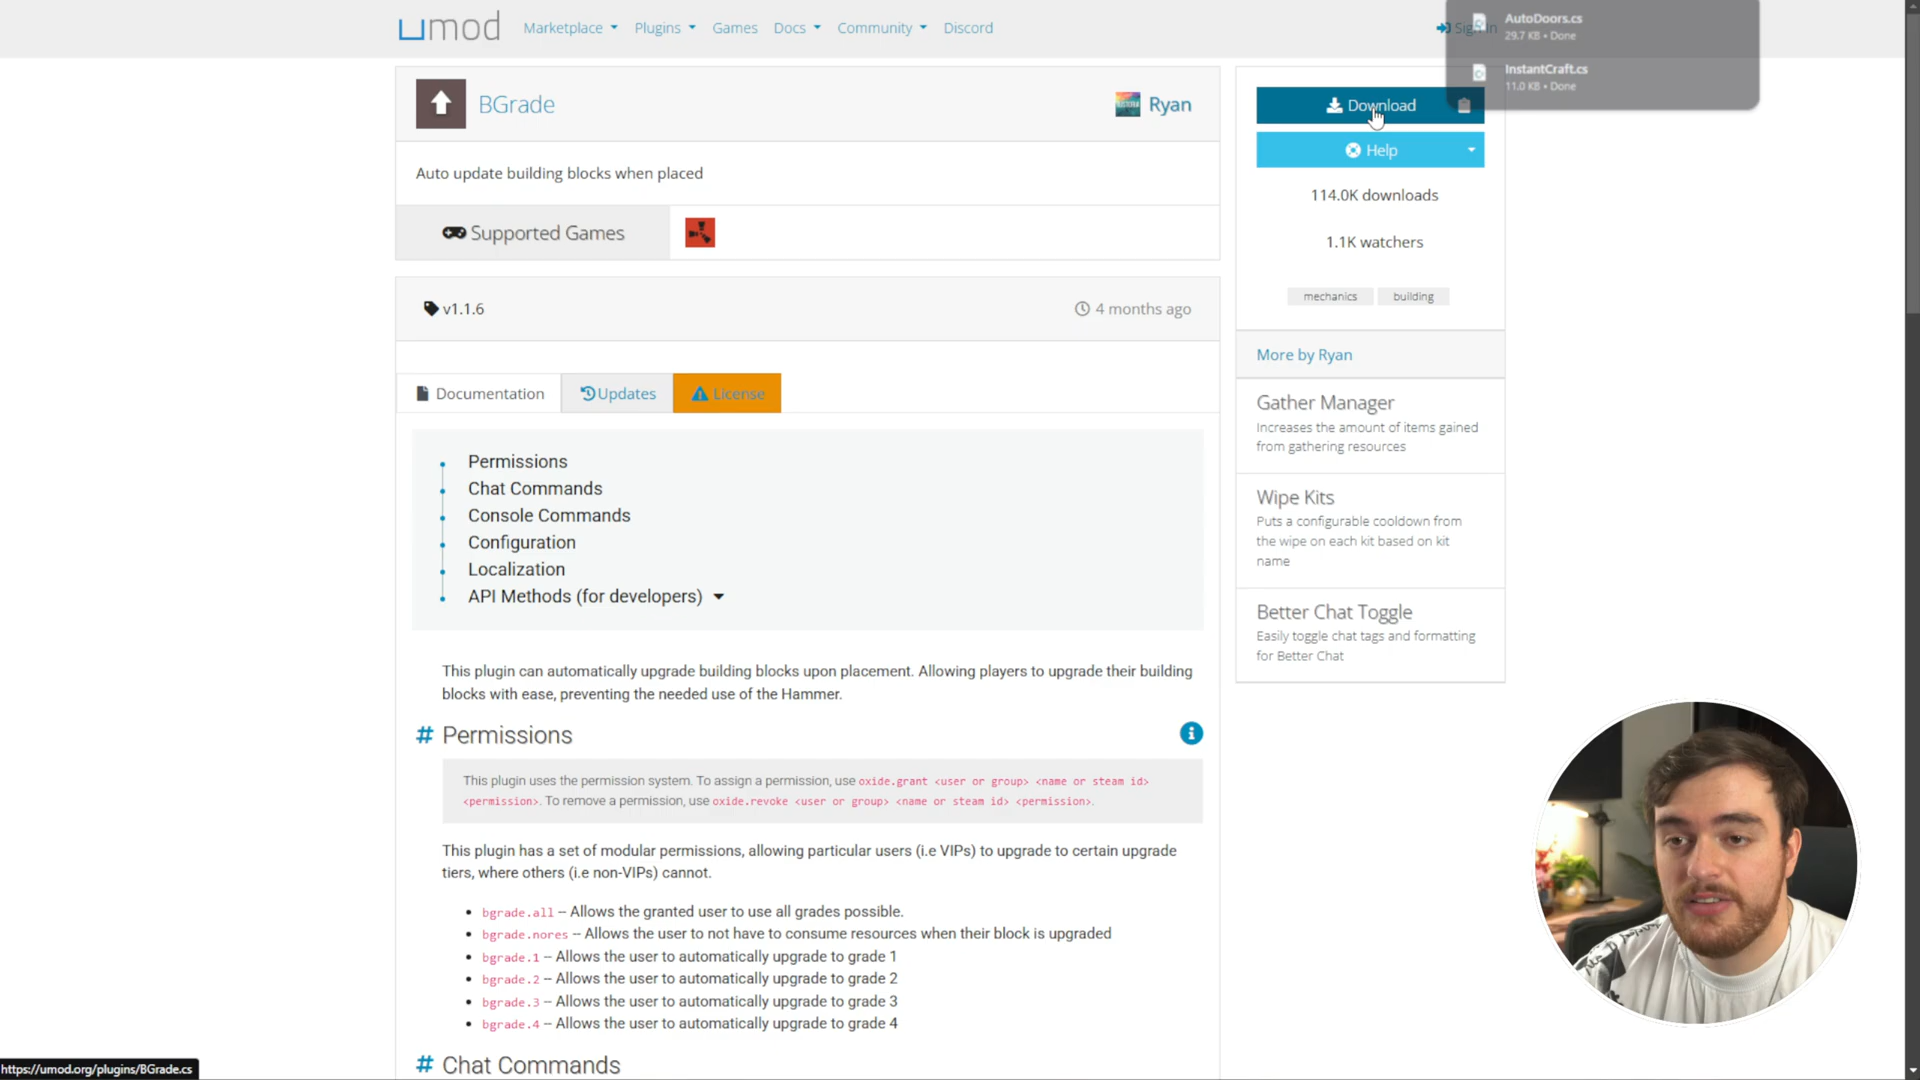 umod
Marketplace
Plugins
Games
Docs
Community
Discord
Sign In
AutoDoors.cs
29.7 KB • Done
InstantCraft.cs
11.0 KB • Done
BGrade
Ryan
Auto update building blocks when placed
Supported Games
v1.1.6
4 months ago
Documentation
Updates
License
Permissions
Chat Commands
Console Commands
Configuration
Localization
API Methods (for developers)
This plugin can automatically upgrade building blocks upon placement. Allowing players to upgrade their building
blocks with ease, preventing the needed use of the Hammer.
# Permissions
This plugin uses the permission system. To assign a permission, use oxide.grant <user or group> <name or steam id>
<permission>. To remove a permission, use oxide.revoke <user or group> <name or steam id> <permission>.
This plugin has a set of modular permissions, allowing particular users (i.e VIPs) to upgrade to certain upgrade
tiers, where others (i.e non-VIPs) cannot.
bgrade.all – Allows the granted user to use all grades possible.
bgrade.nores – Allows the user to not have to consume resources when their block is upgraded
bgrade.1 – Allows the user to automatically upgrade to grade 1
bgrade.2 – Allows the user to automatically upgrade to grade 2
bgrade.3 – Allows the user to automatically upgrade to grade 3
bgrade.4 – Allows the user to automatically upgrade to grade 4
# Chat Commands
Download
Help
114.0K downloads
1.1K watchers
mechanics
building
More by Ryan
Gather Manager
Increases the amount of items gained
from gathering resources
Wipe Kits
Puts a configurable cooldown from
the wipe on each kit based on kit
name
Better Chat Toggle
Easily toggle chat tags and formatting
for Better Chat
https://umod.org/plugins/BGrade.cs